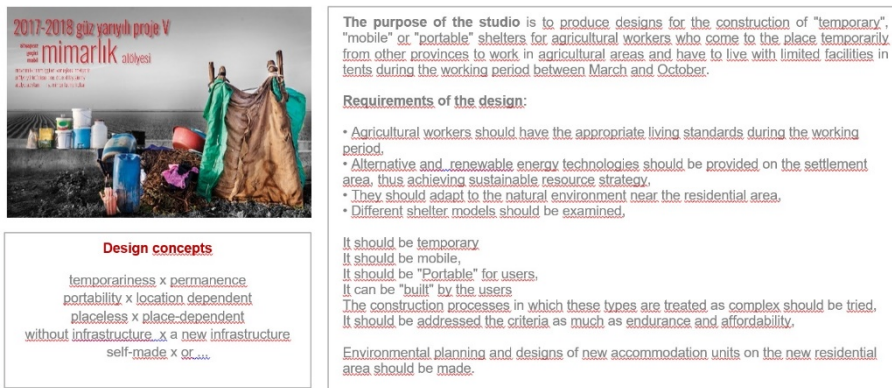 2017-2018 güz yarıyılı proje V
mimarlık atölyesi
Design concepts
temporariness x permanence
portability x location dependent
placeless x place-dependent
without infrastructure x a new infrastructure
self-made x or ...
The purpose of the studio is to produce designs for the construction of "temporary",
"mobile" or "portable" shelters for agricultural workers who come to the place temporarily
from other provinces to work in agricultural areas and have to live with limited facilities in
tents during the working period between March and October.
Requirements of the design:
• Agricultural workers should have the appropriate living standards during the working
period,
• Alternative and renewable energy technologies should be provided on the settlement
area, thus achieving sustainable resource strategy,
• They should adapt to the natural environment near the residential area,
• Different shelter models should be examined,
It should be temporary
It should be mobile,
It should be "Portable" for users,
It can be "built" by the users
The construction processes in which these types are treated as complex should be tried,
It should be addressed the criteria as much as endurance and affordability,
Environmental planning and designs of new accommodation units on the new residential
area should be made.